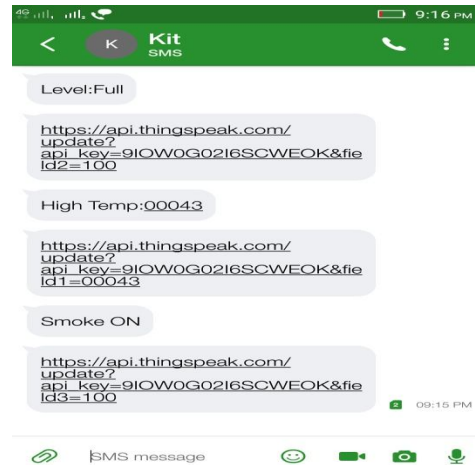 4G 9:16 PM
K Kit
SMS
Level:Full
https://api.thingspeak.com/
update?
api_key=9IOW0G02I6SCWEOK&fie
ld2=100
High Temp:00043
https://api.thingspeak.com/
update?
api_key=9IOW0G02I6SCWEOK&fie
ld1=00043
Smoke ON
https://api.thingspeak.com/
update?
api_key=9IOW0G02I6SCWEOK&fie
ld3=100
2 09:15 PM
SMS message